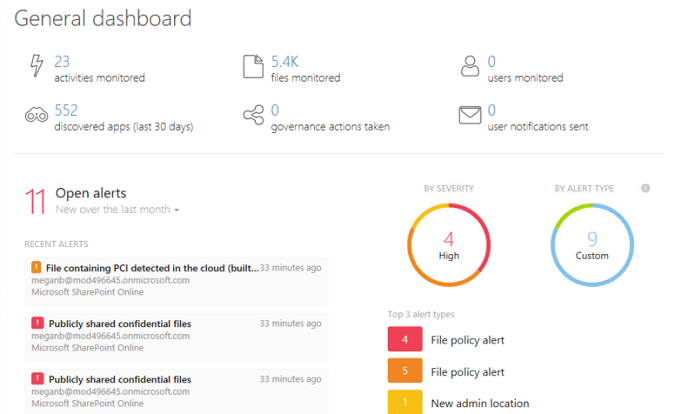 General dashboard
23
activities monitored
5.4K
files monitored
0
users monitored
552
discovered apps (last 30 days)
0
governance actions taken
0
user notifications sent
11
Open alerts
New over the last month
RECENT ALERTS
! File containing PCI detected in the cloud (built... 33 minutes ago
meganb@mod496645.onmicrosoft.com
Microsoft SharePoint Online
! Publicly shared confidential files 33 minutes ago
meganb@mod496645.onmicrosoft.com
Microsoft SharePoint Online
! Publicly shared confidential files 33 minutes ago
meganb@mod496645.onmicrosoft.com
Microsoft SharePoint Online
BY SEVERITY
4
High
BY ALERT TYPE
9
Custom
Top 3 alert types
4 File policy alert
5 File policy alert
1 New admin location